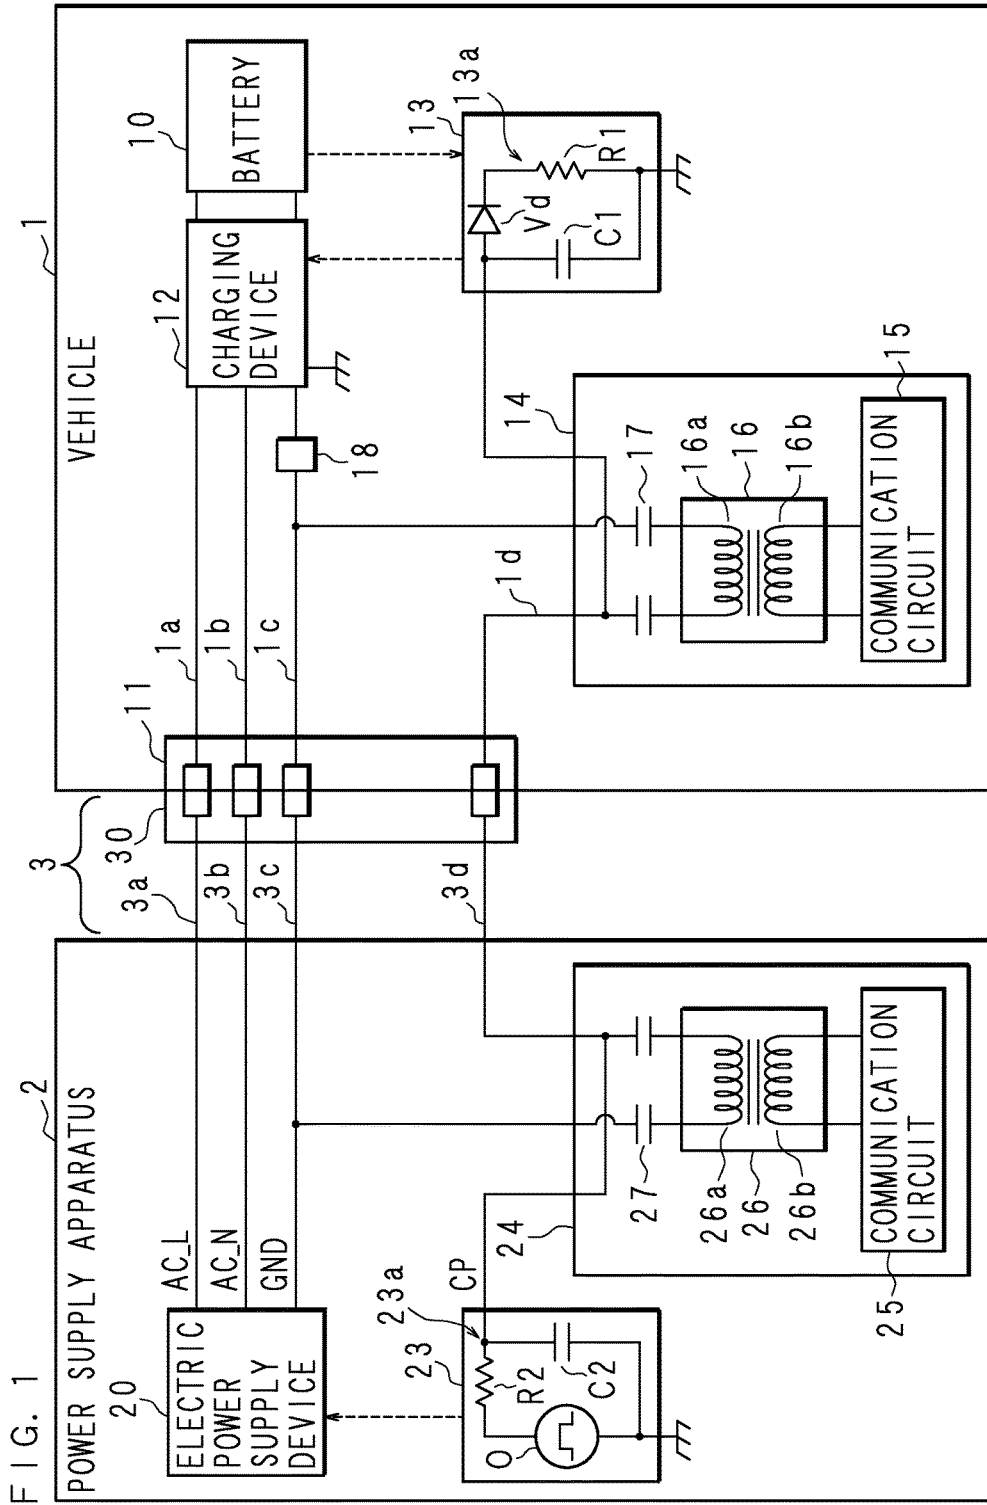 FIG. 1
POWER SUPPLY APPARATUS
2
3
VEHICLE
1
20
ELECTRIC
POWER
SUPPLY
DEVICE
AC_L
AC_N
GND
3a
3b
3c
30
11
1a
1b
1c
18
12
CHARGING
DEVICE
10
BATTERY
23
23a
CP
R2
C2
O
3d
1d
13
13a
Vd
R1
C1
24
27
26a
26
26b
25
COMMUNICATION
CIRCUIT
14
17
16a
16
16b
15
COMMUNICATION
CIRCUIT